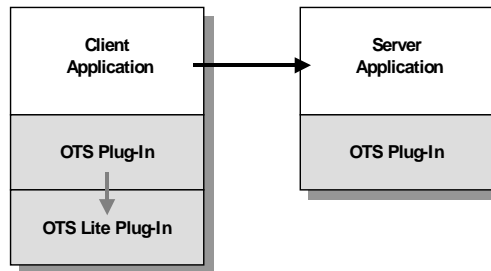 Client
Application
Server
Application
OTS Plug-In
OTS Plug-In
OTS Lite Plug-In